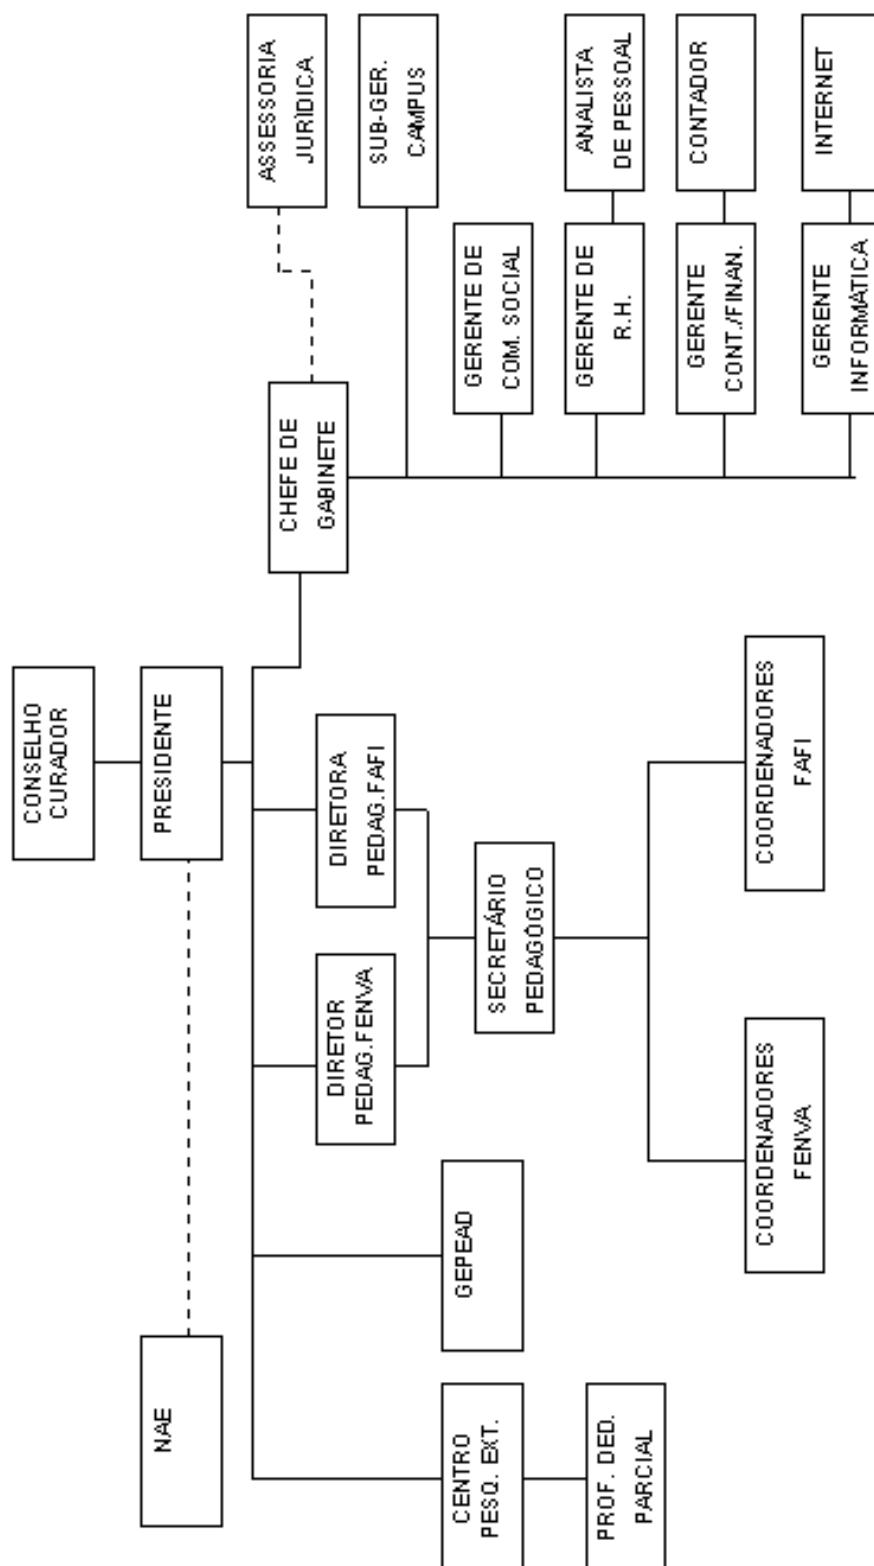 CONSELHO
CURADOR
NAE
PRESIDENTE
ASSESSORIA
JURÍDICA
CHEFE DE
GABINETE
SUB-GER.
CAMPUS
DIRETOR
PEDAG.FENVA
DIRETORA
PEDAG.FAFI
CENTRO
PESQ. EXT.
GEPEAD
SECRETÁRIO
PEDAGÓGICO
GERENTE DE
COM. SOCIAL
PROF. DED.
PARCIAL
GERENTE DE
R.H.
ANALISTA
DE PESSOAL
GERENTE
CONT./FINAN.
CONTADOR
COORDENADORES
FENVA
COORDENADORES
FAFI
GERENTE
INFORMÁTICA
INTERNET